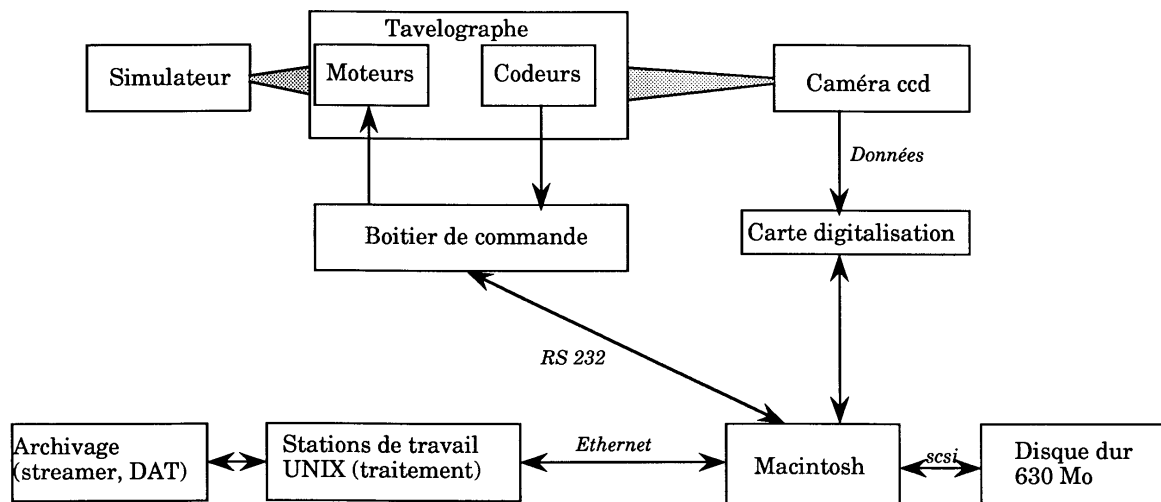 Tavelographe
Simulateur
Moteurs
Codeurs
Caméra ccd
Données
Boitier de commande
Carte digitalisation
RS 232
Archivage
(streamer, DAT)
Stations de travail
UNIX (traitement)
Ethernet
Macintosh
scsi
Disque dur
630 Mo